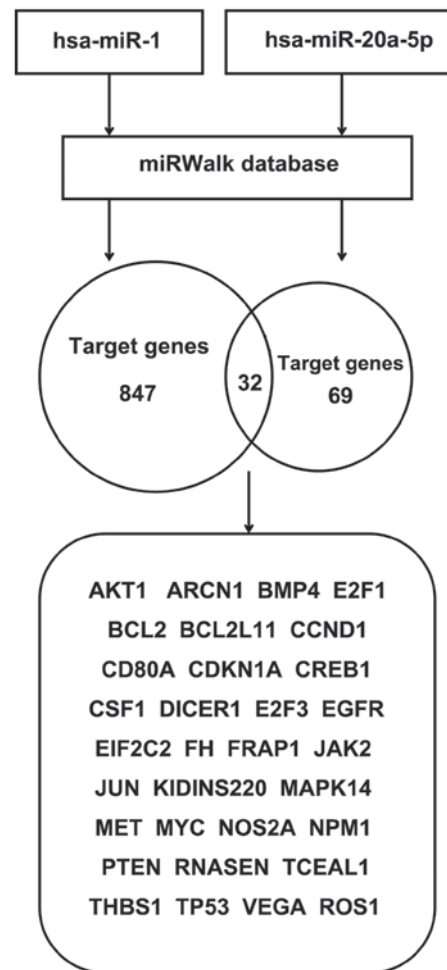 hsa-miR-1 hsa-miR-20a-5p
miRWalk database
Target genes Target genes
847 32 69
AKT1 ARCN1 BMP4 E2F1
BCL2 BCL2L11 CCND1
CD80A CDKN1A CREB1
CSF1 DICER1 E2F3 EGFR
EIF2C2 FH FRAP1 JAK2
JUN KIDINS220 MAPK14
MET MYC NOS2A NPM1
PTEN RNASEN TCEAL1
THBS1 TP53 VEGA ROS1